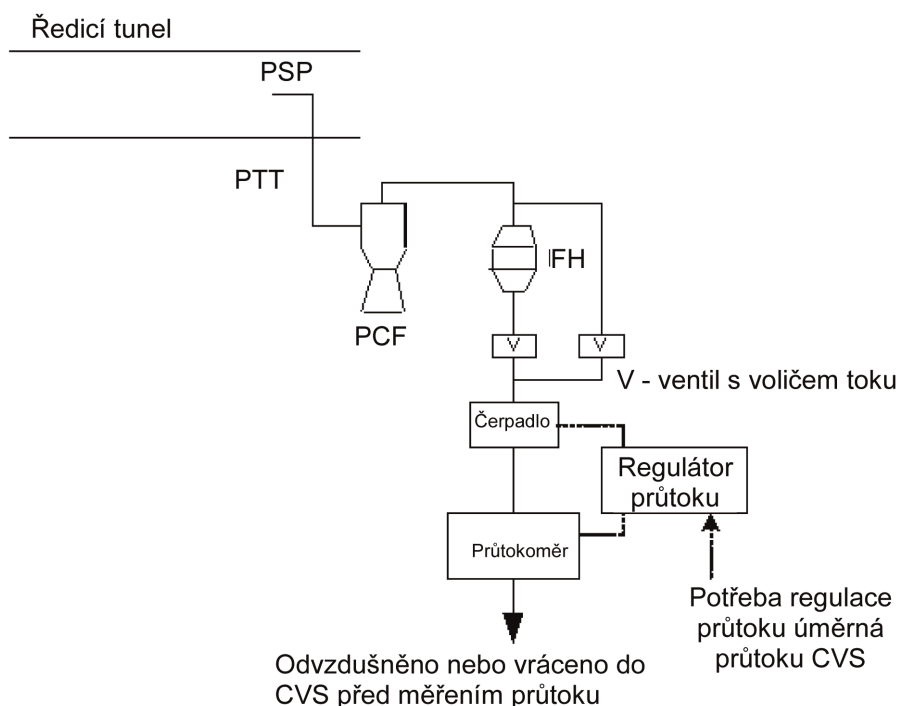 Ředicí tunel
PSP
PTT
FH
PCF
V
V
V - ventil s voličem toku
Čerpadlo
Regulátor
průtoku
Průtokoměr
Potřeba regulace
průtoku úměrná
průtoku CVS
Odvzdušněno nebo vráceno do
CVS před měřením průtoku